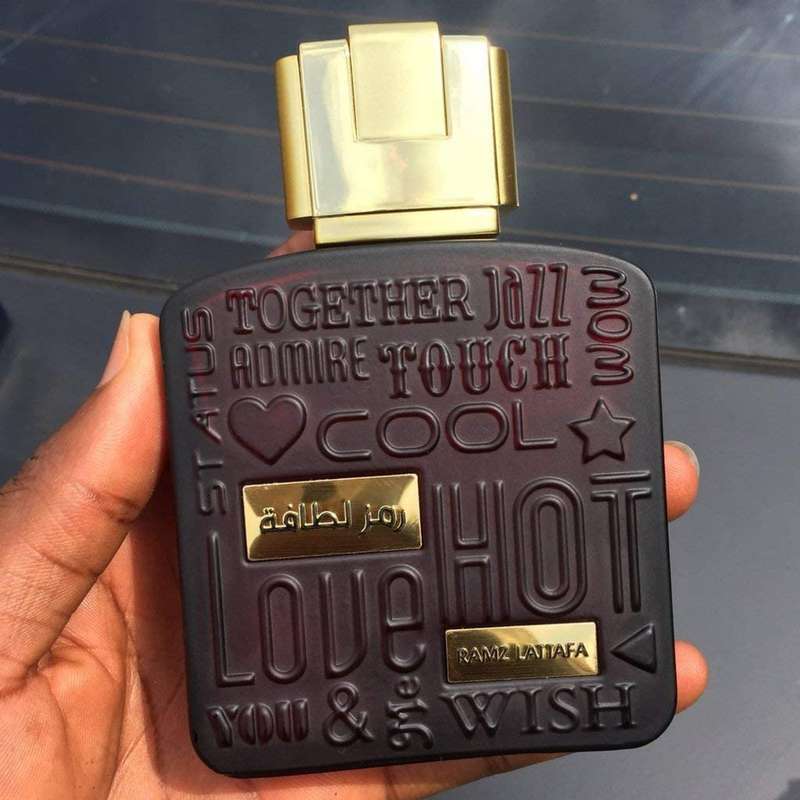 TOGETHER JAZZ
WOW
STATUS
ADMIRE TOUCH
COOL
رمز لطافة
Love HOT
RAMZ LATTAFA
YOU & Me WISH